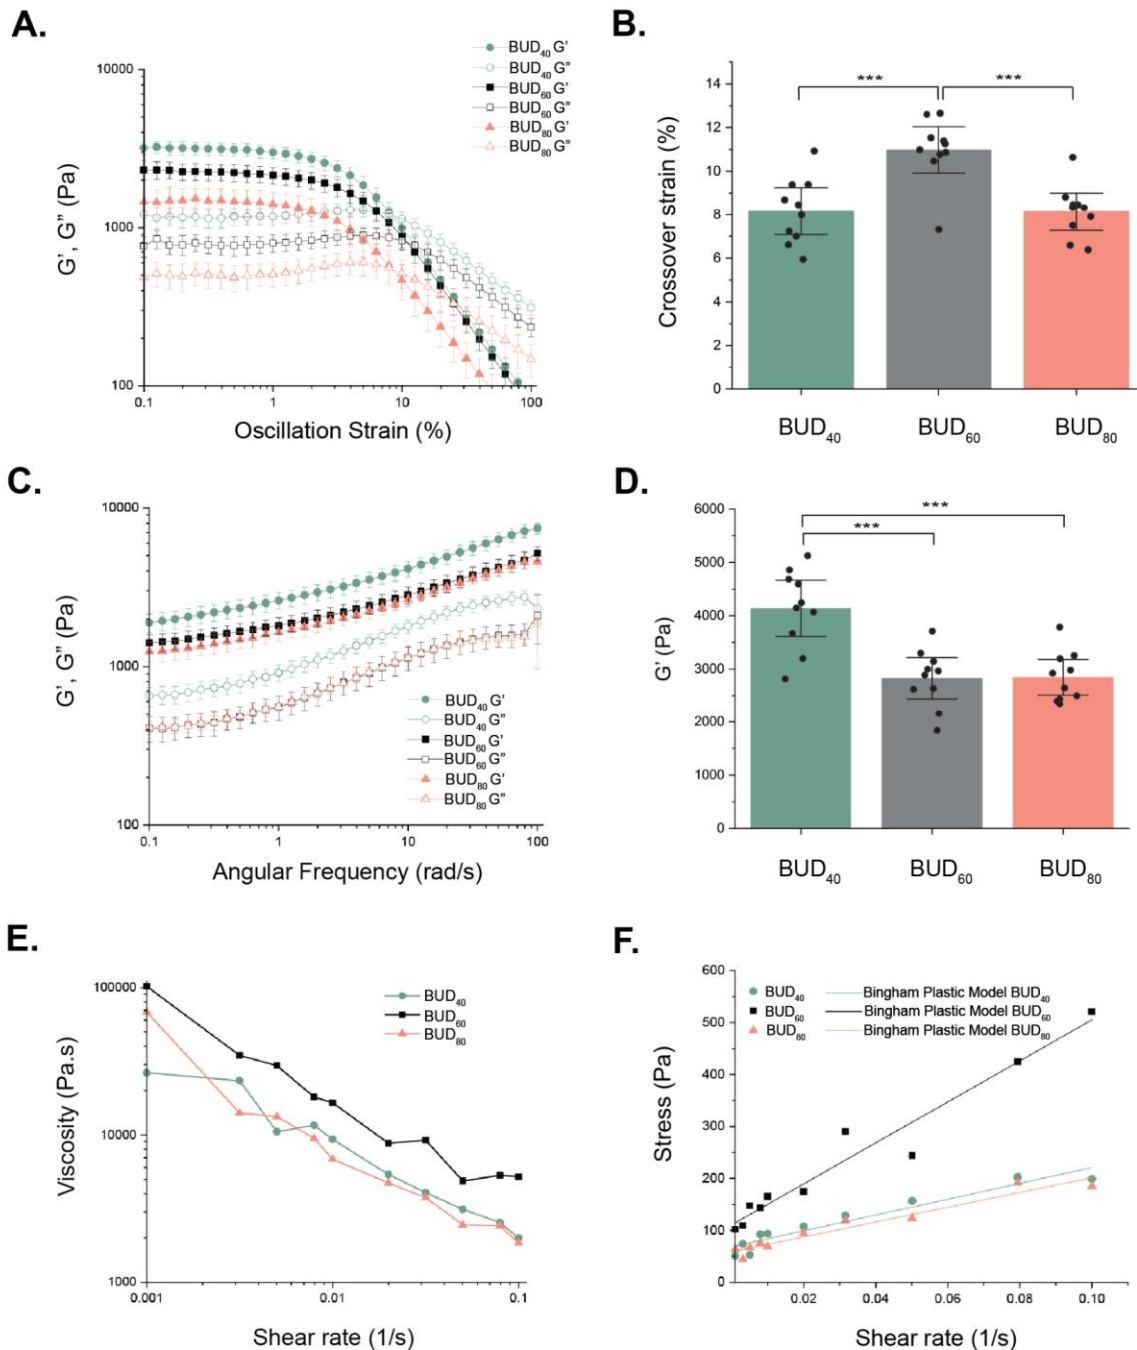 A.
BUD40 G’
BUD40 G”
BUD60 G’
BUD60 G”
BUD80 G’
BUD80 G”
10000
1000
100
G’, G” (Pa)
0.1 1 10 100
Oscillation Strain (%)
B.
*** ***
14
12
10
8
6
4
2
0
Crossover strain (%)
BUD40 BUD60 BUD80
C.
10000
1000
100
G’, G” (Pa)
BUD40 G’
BUD40 G”
BUD60 G’
BUD60 G”
BUD80 G’
BUD80 G”
0.1 1 10 100
Angular Frequency (rad/s)
D.
***
***
6000
5000
4000
3000
2000
1000
0
G’ (Pa)
BUD40 BUD60 BUD80
E.
100000
10000
1000
Viscosity (Pa.s)
BUD40
BUD60
BUD80
0.001 0.01 0.1
Shear rate (1/s)
F.
600
500
400
300
200
100
0
Stress (Pa)
BUD40 Bingham Plastic Model BUD40
BUD60 Bingham Plastic Model BUD60
BUD80 Bingham Plastic Model BUD80
0.02 0.04 0.06 0.08 0.10
Shear rate (1/s)